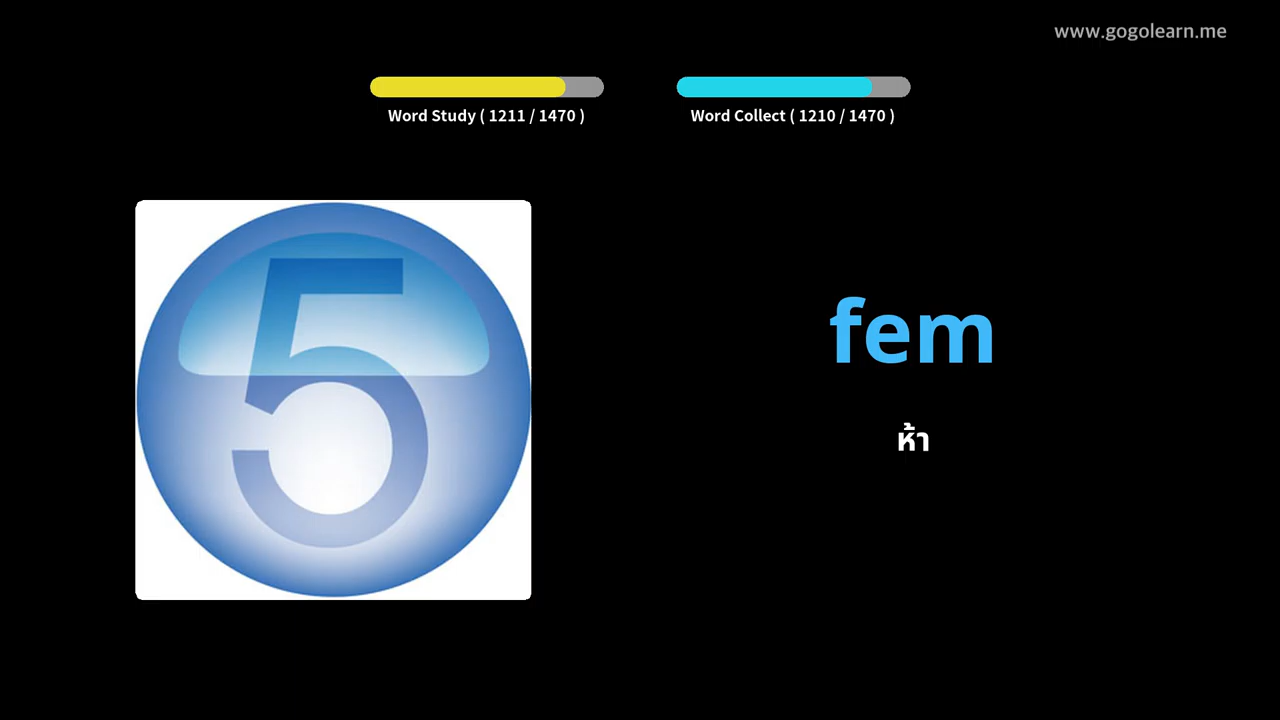 www.gogolearn.me
Word Study ( 1211 / 1470 )
Word Collect ( 1210 / 1470 )
5
fem
ห้า